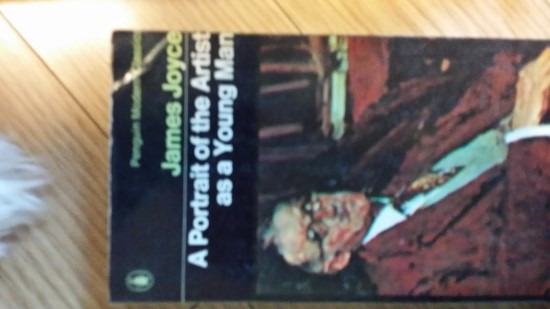 Penguin Modern Classics
James Joyce
A Portrait of the Artist
as a Young Man